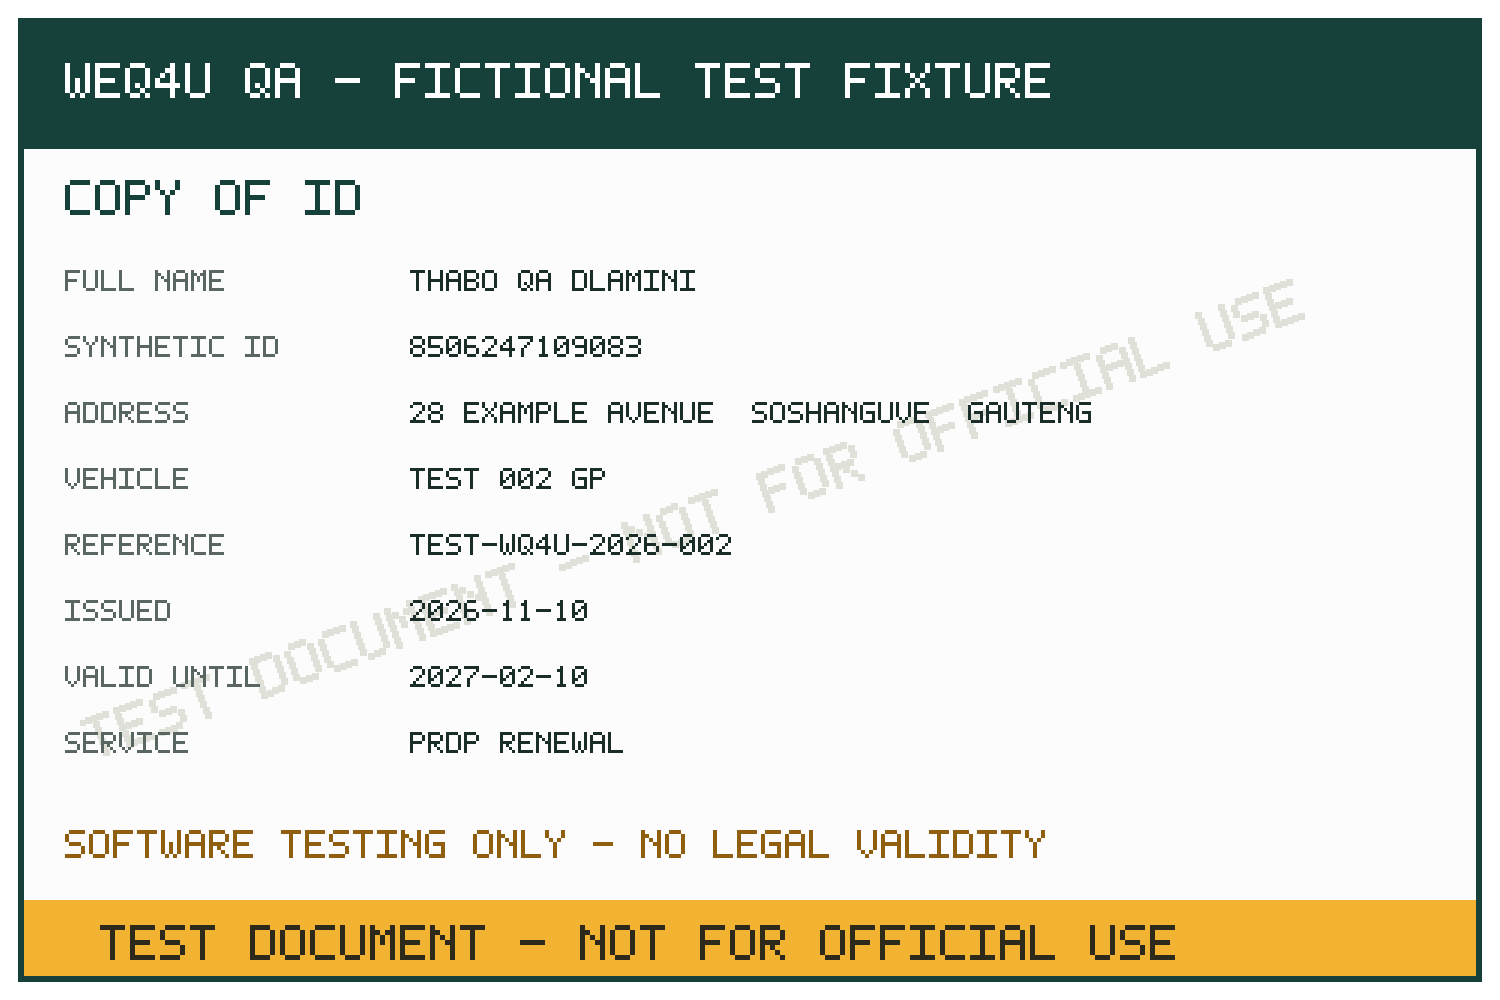 WEQ4U QA - FICTIONAL TEST FIXTURE
COPY OF ID
FULL NAME THABO QA DLAMINI
SYNTHETIC ID 8506247109083
ADDRESS 28 EXAMPLE AVENUE SOSHANGUVE GAUTENG
VEHICLE TEST 002 GP
REFERENCE TEST-WQ4U-2026-002
ISSUED 2026-11-10
VALID UNTIL 2027-02-10
SERVICE PRDP RENEWAL
TEST DOCUMENT - NOT FOR OFFICIAL USE
SOFTWARE TESTING ONLY - NO LEGAL VALIDITY
TEST DOCUMENT - NOT FOR OFFICIAL USE